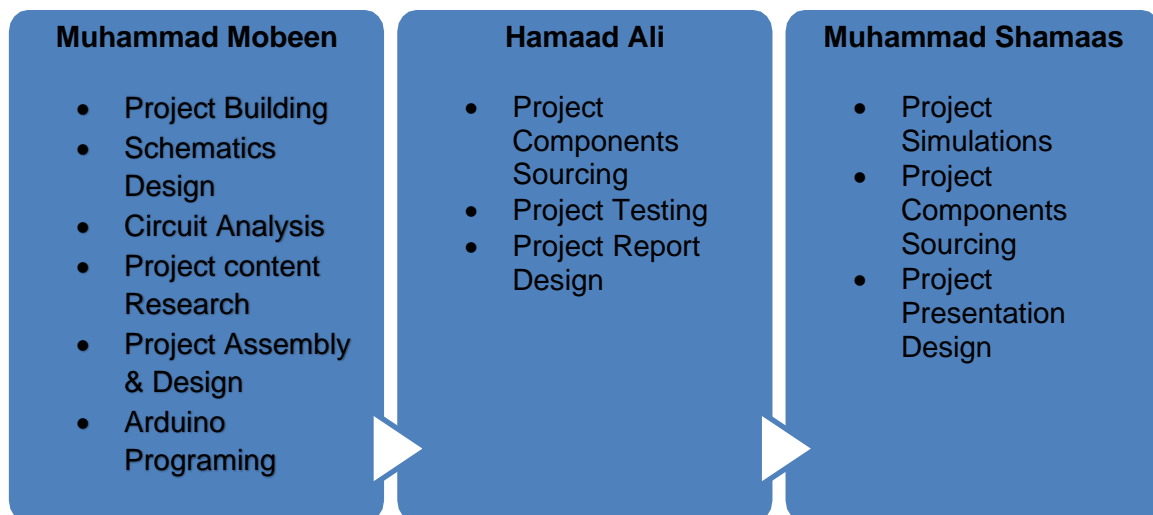 Muhammad Mobeen
• Project Building
• Schematics
Design
• Circuit Analysis
• Project content
Research
• Project Assembly
& Design
• Arduino
Programing
Hamaad Ali
• Project
Components
Sourcing
• Project Testing
• Project Report
Design
Muhammad Shamaas
• Project
Simulations
• Project
Components
Sourcing
• Project
Presentation
Design